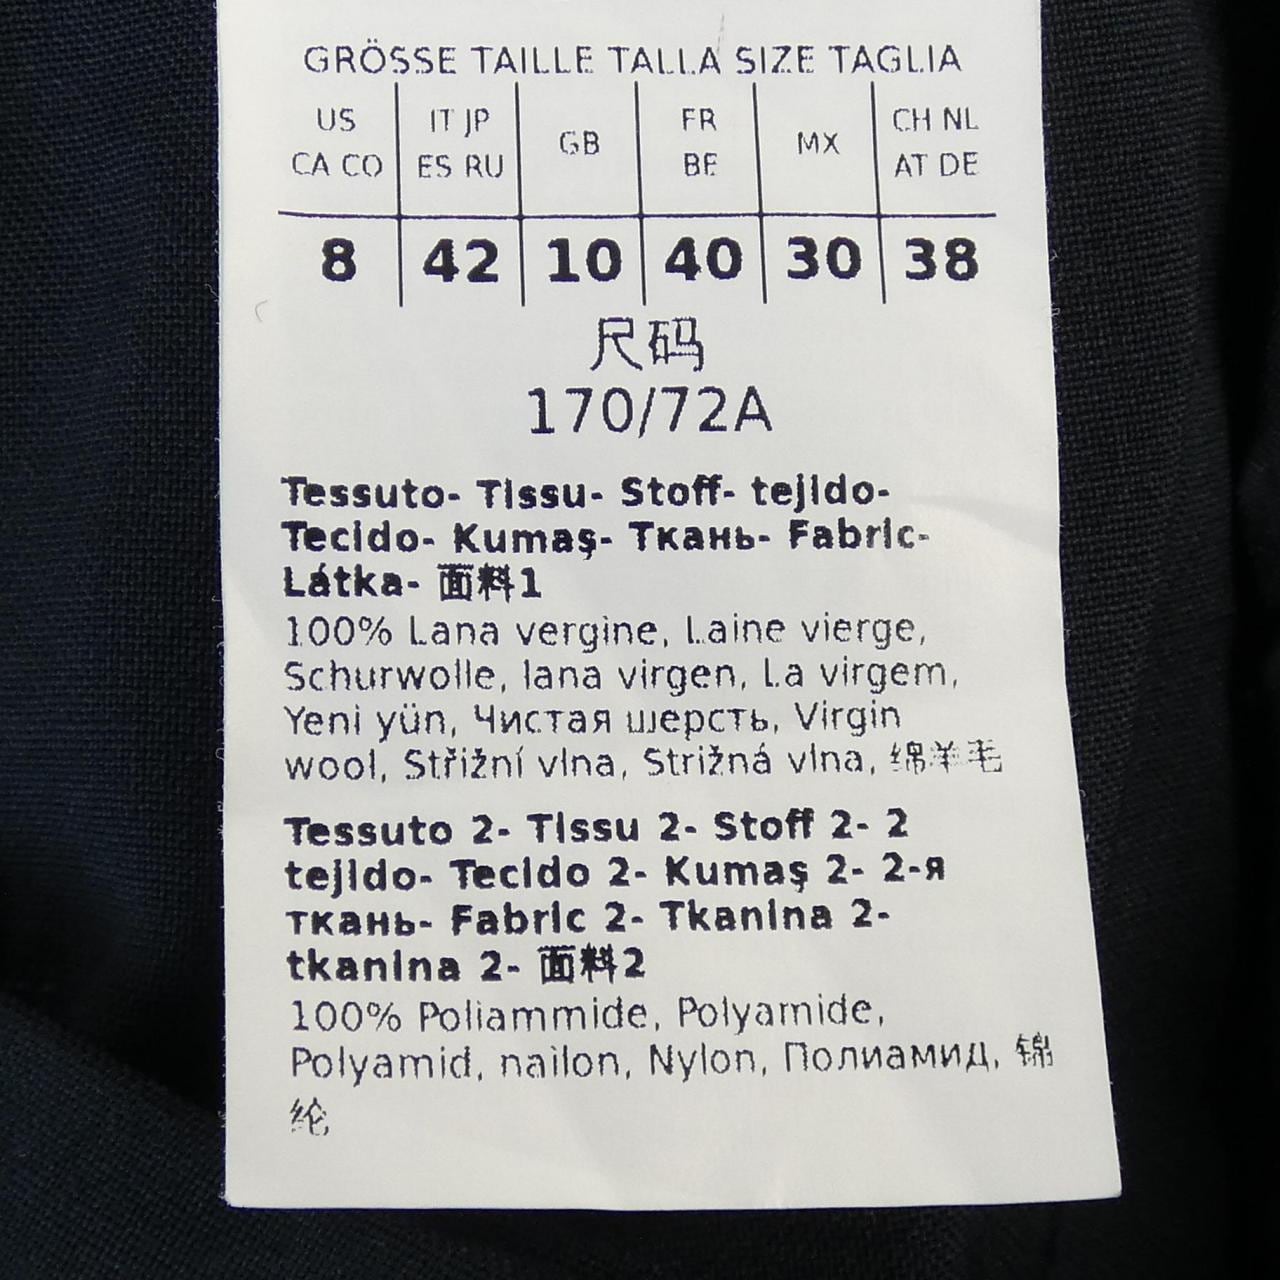 GRÖSSE TAILLE TALLA SIZE TAGLIA
US IT JP GB FR MX CH NL
CA CO ES RU BE AT DE
8 42 10 40 30 38
尺码
170/72A
Tessuto- Tissu- Stoff- tejido-
Tecido- Kumaş- Ткань- Fabric-
Látka- 面料1
100% Lana vergine, Laine vierge,
Schurwolle, lana virgen, La virgem,
Yeni yün, Чистая шерсть, Virgin
wool, Střižní vlna, Strižná vlna, 绵羊毛
Tessuto 2- Tissu 2- Stoff 2- 2
tejido- Tecido 2- Kumaş 2- 2-я
ткань- Fabric 2- Tkanina 2-
tkanina 2- 面料2
100% Poliammide, Polyamide,
Polyamid, nailon, Nylon, Полиамид, 锦
纶